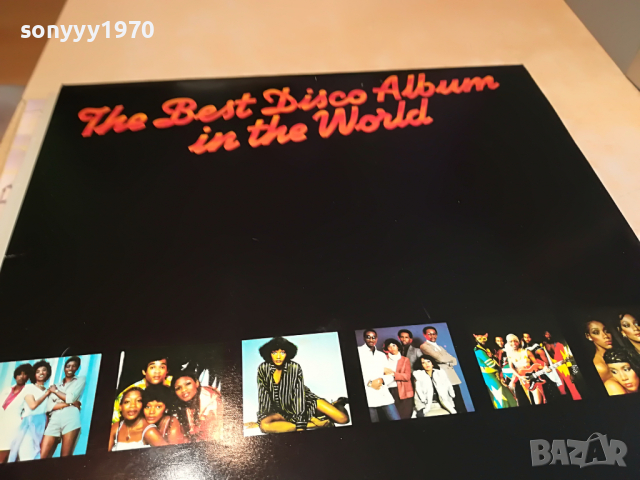 sonyyy1970
The Best Disco Album
in the World
BAZAR